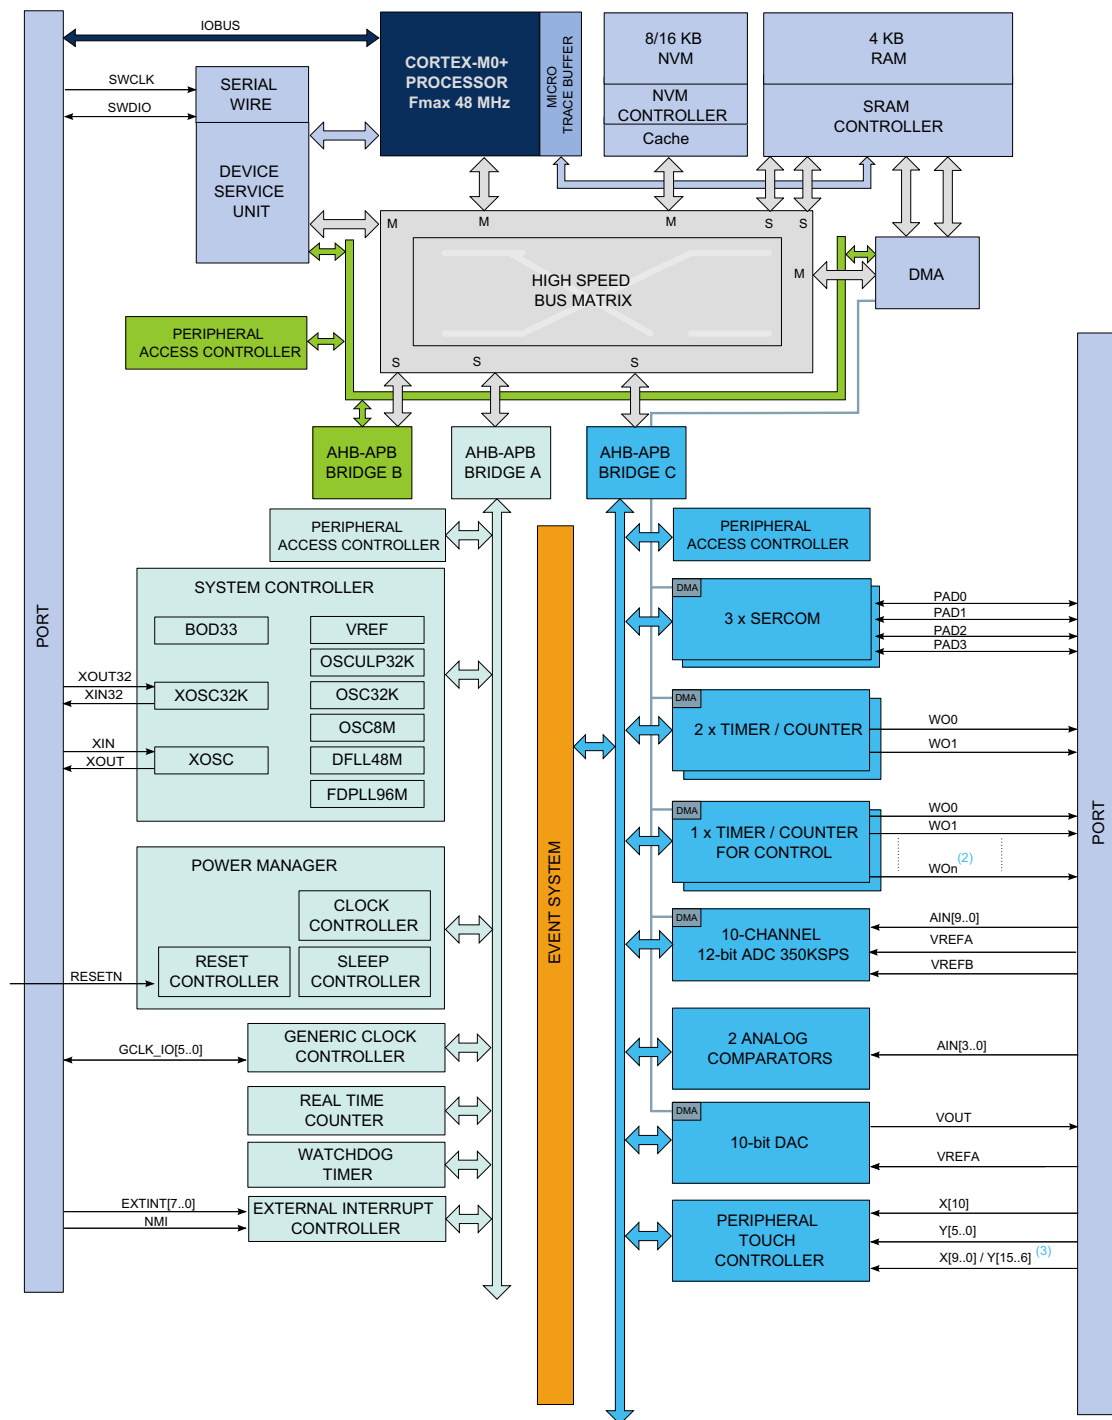 IOBUS
SWCLK
SWDIO
SERIAL
WIRE
DEVICE
SERVICE
UNIT
CORTEX-M0+
PROCESSOR
Fmax 48 MHz
MICRO
TRACE BUFFER
8/16 KB
NVM
NVM
CONTROLLER
Cache
4 KB
RAM
SRAM
CONTROLLER
M
M
M
S
S
M
HIGH SPEED
BUS MATRIX
S
S
S
DMA
PERIPHERAL
ACCESS CONTROLLER
AHB-APB
BRIDGE B
AHB-APB
BRIDGE A
AHB-APB
BRIDGE C
PORT
PERIPHERAL
ACCESS CONTROLLER
SYSTEM CONTROLLER
BOD33
VREF
OSCULP32K
XOUT32
XIN32
XOSC32K
OSC32K
OSC8M
XIN
XOUT
XOSC
DFLL48M
FDPLL96M
POWER MANAGER
CLOCK
CONTROLLER
RESETN
RESET
CONTROLLER
SLEEP
CONTROLLER
GCLK_IO[5..0]
GENERIC CLOCK
CONTROLLER
REAL TIME
COUNTER
WATCHDOG
TIMER
EXTINT[7..0]
NMI
EXTERNAL INTERRUPT
CONTROLLER
EVENT SYSTEM
PERIPHERAL
ACCESS CONTROLLER
DMA
3 x SERCOM
PAD0
PAD1
PAD2
PAD3
DMA
2 x TIMER / COUNTER
WO0
WO1
DMA
1 x TIMER / COUNTER
FOR CONTROL
WO0
WO1
WOn (2)
DMA
10-CHANNEL
12-bit ADC 350KSPS
AIN[9..0]
VREFA
VREFB
2 ANALOG
COMPARATORS
AIN[3..0]
DMA
10-bit DAC
VOUT
VREFA
PERIPHERAL
TOUCH
CONTROLLER
X[10]
Y[5..0]
X[9..0] / Y[15..6] (3)
PORT